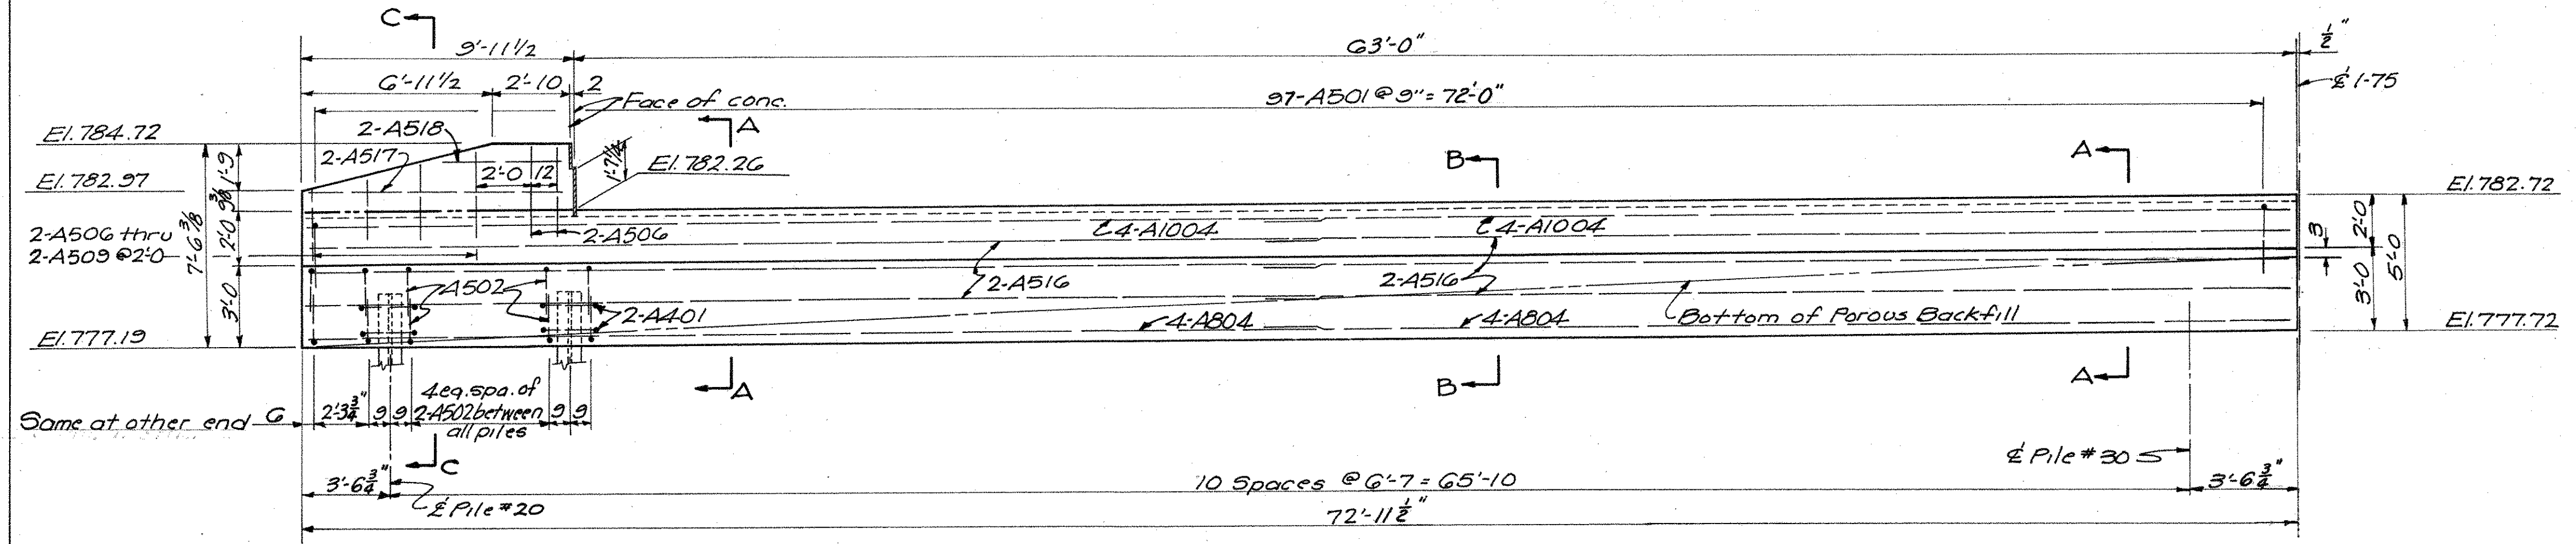 C
9'-11½
63'-0"
½"
6'-11½
2'-10
2
Face of conc.
97-A501 @ 9" = 72'-0"
₵ I-75
El. 784.72
2-A518
A
2-A517
El. 782.26
B
A
El. 782.97
1'-9
2'-0
12
El. 782.72
2-A506 thru
2-A509 @ 2'-0
7'-6⅜
2'-0
2-A506
4-A1004
4-A1004
3
2'-0
3'-0
5'-0
3'-0
A502
2-A516
2-A516
2-A401
4-A804
4-A804
Bottom of Porous Backfill
El. 777.19
El. 777.72
A
B
A
Same at other end
6
2'-3¾"
9
9
4 eq. spa. of
2-A502 between
all piles
9
9
C
3'-6¾"
₵ Pile #20
10 Spaces @ 6'-7 = 65'-10
₵ Pile #30
3'-6¾"
72'-11½"